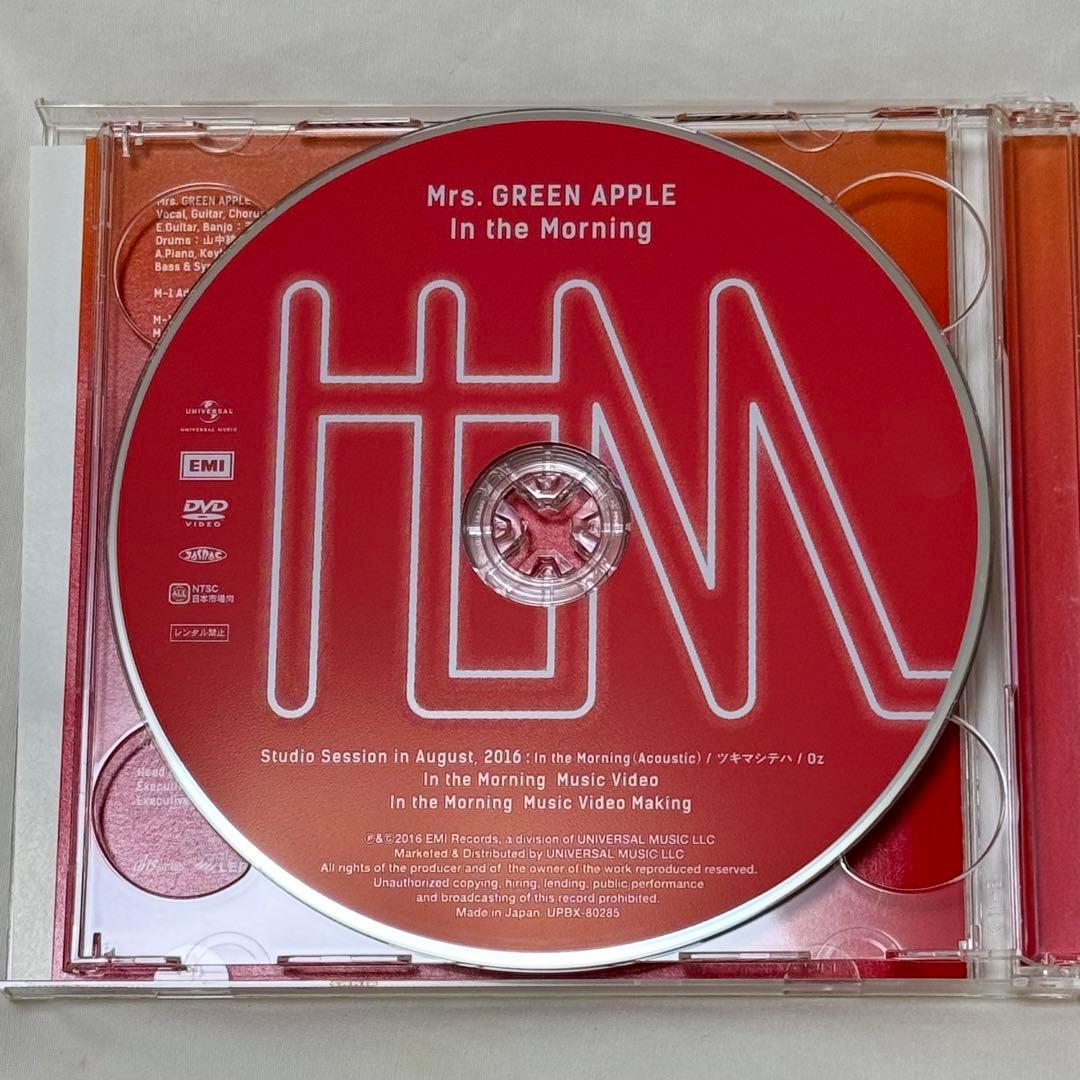 Mrs. GREEN APPLE
In the Morning
Mrs. GREEN APPLE
Vocal, Guitar, Chorus
E.Guitar, Banjo :
Drums : 山中
A.Piano,
Bass &
M-1
UNIVERSAL
UNIVERSAL MUSIC
EMI
DVD
VIDEO
JASRAC
ALL
NTSC
日本市場向
レンタル禁止
Studio Session in August, 2016 : In the Morning (Acoustic) / ツキマシテハ / Oz
In the Morning Music Video
In the Morning Music Video Making
Head
Executive
Executive
℗&©2016 EMI Records, a division of UNIVERSAL MUSIC LLC
Marketed & Distributed by UNIVERSAL MUSIC LLC
All rights of the producer and of the owner of the work reproduced reserved.
Unauthorized copying, hiring, lending, public performance
and broadcasting of this record prohibited.
Made in Japan UPBX-80285